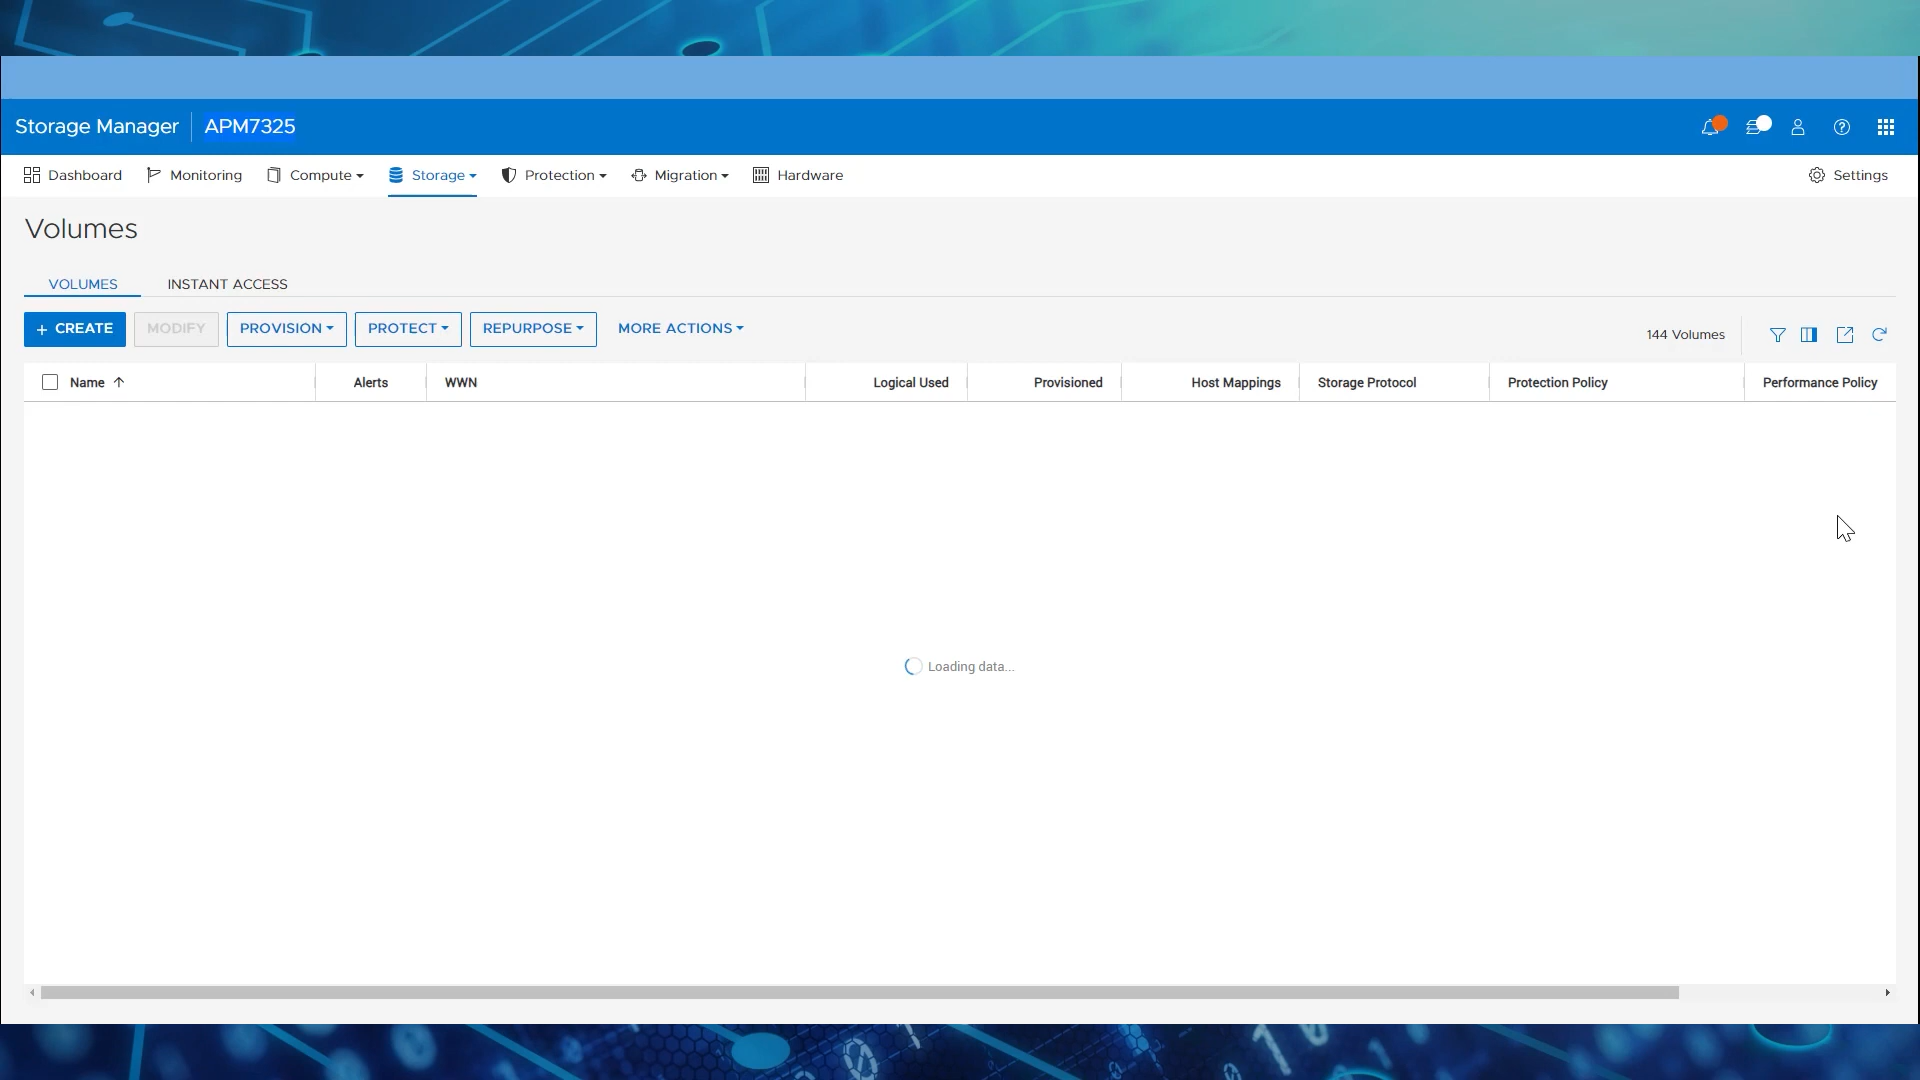 Storage Manager APM7325
Dashboard Monitoring Compute Storage Protection Migration Hardware Settings
Volumes
VOLUMES INSTANT ACCESS
+ CREATE MODIFY PROVISION PROTECT REPURPOSE MORE ACTIONS 144 Volumes
Name Alerts WWN Logical Used Provisioned Host Mappings Storage Protocol Protection Policy Performance Policy
Loading data...